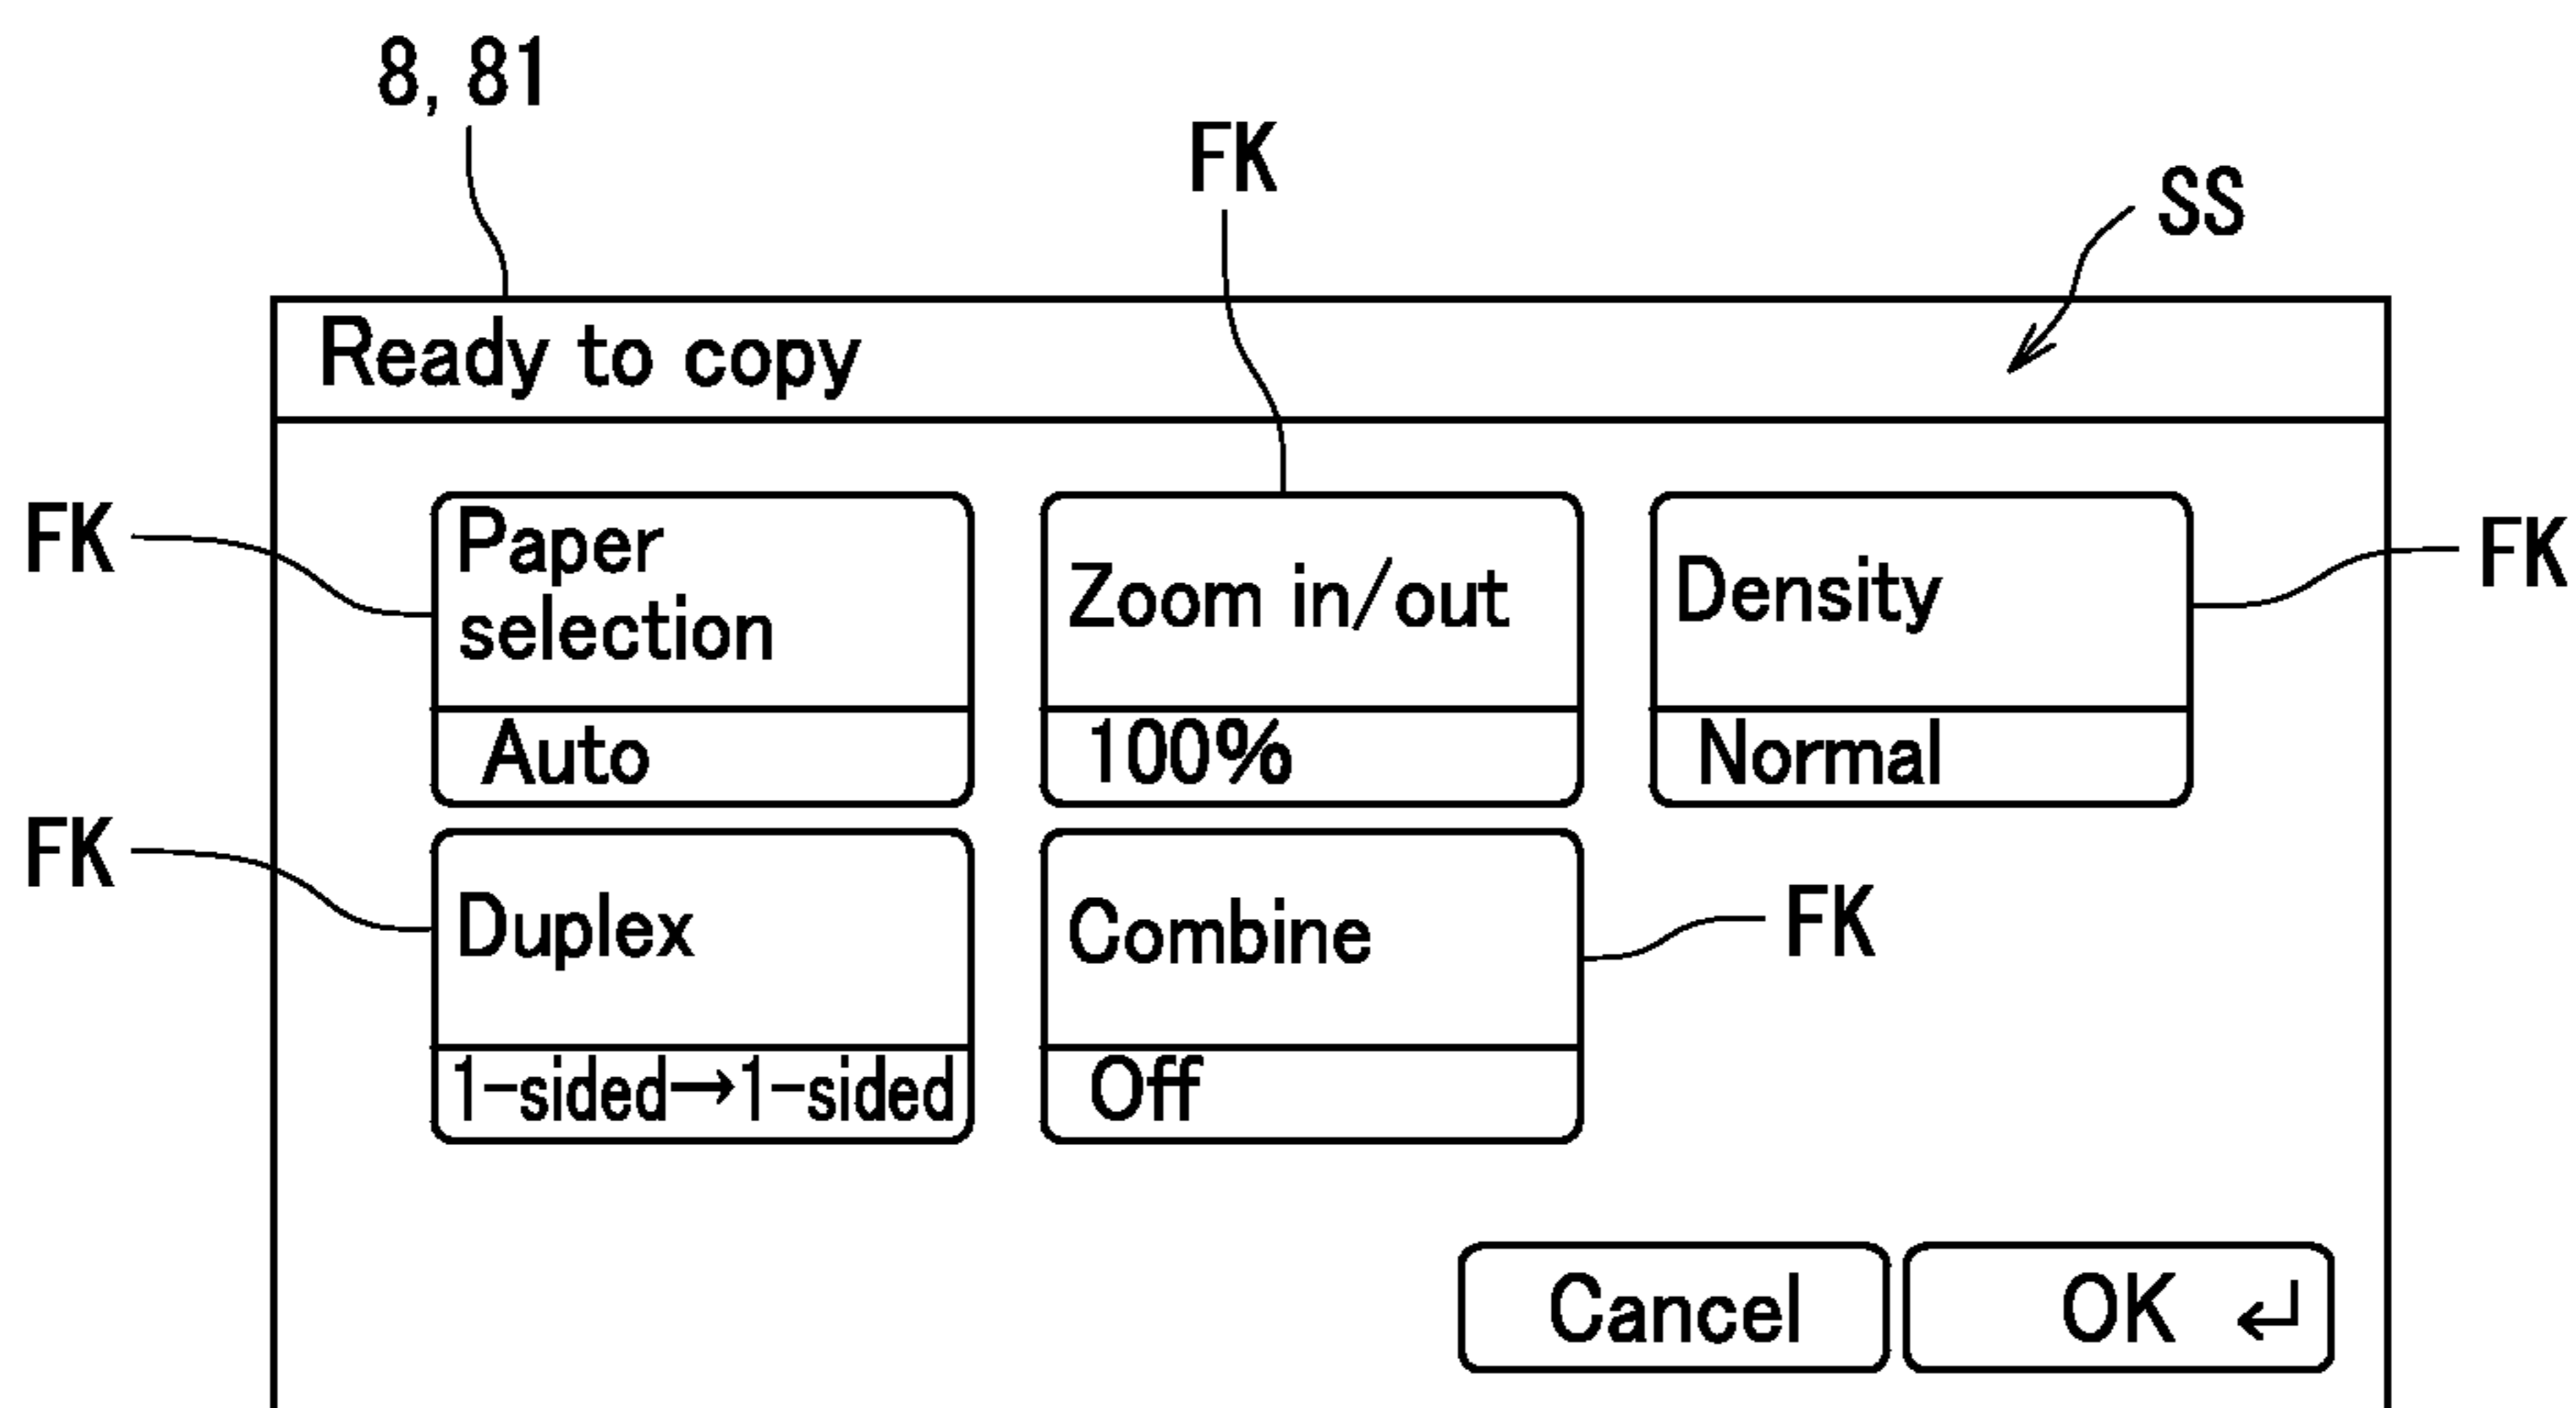 8, 81
FK
SS
Ready to copy
FK
Paper
selection
Auto
Zoom in/out
100%
Density
Normal
FK
FK
Duplex
1-sided→1-sided
Combine
Off
FK
Cancel
OK ↵